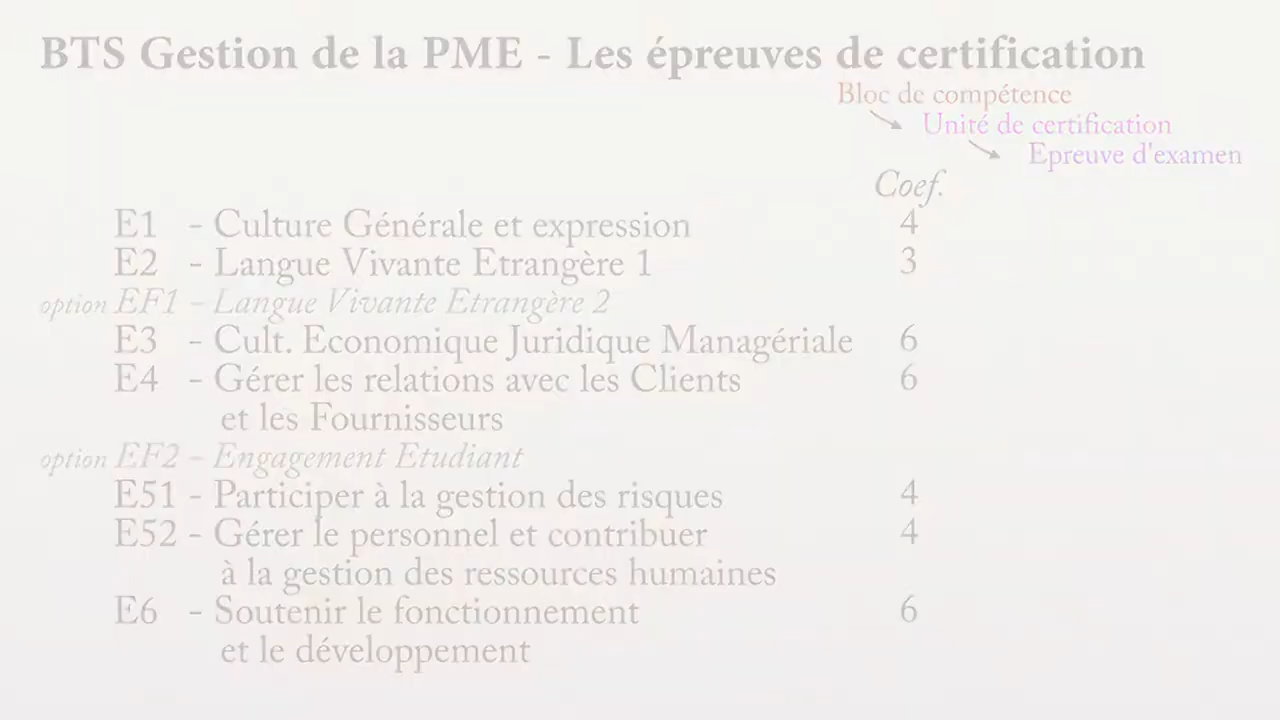 BTS Gestion de la PME - Les épreuves de certification
Bloc de compétence
Unité de certification
Epreuve d'examen
Coef.
E1 - Culture Générale et expression 4
E2 - Langue Vivante Etrangère 1 3
option EF1 - Langue Vivante Etrangère 2
E3 - Cult. Economique Juridique Managériale 6
E4 - Gérer les relations avec les Clients 6
et les Fournisseurs
option EF2 - Engagement Etudiant
E51 - Participer à la gestion des risques 4
E52 - Gérer le personnel et contribuer 4
à la gestion des ressources humaines
E6 - Soutenir le fonctionnement 6
et le développement